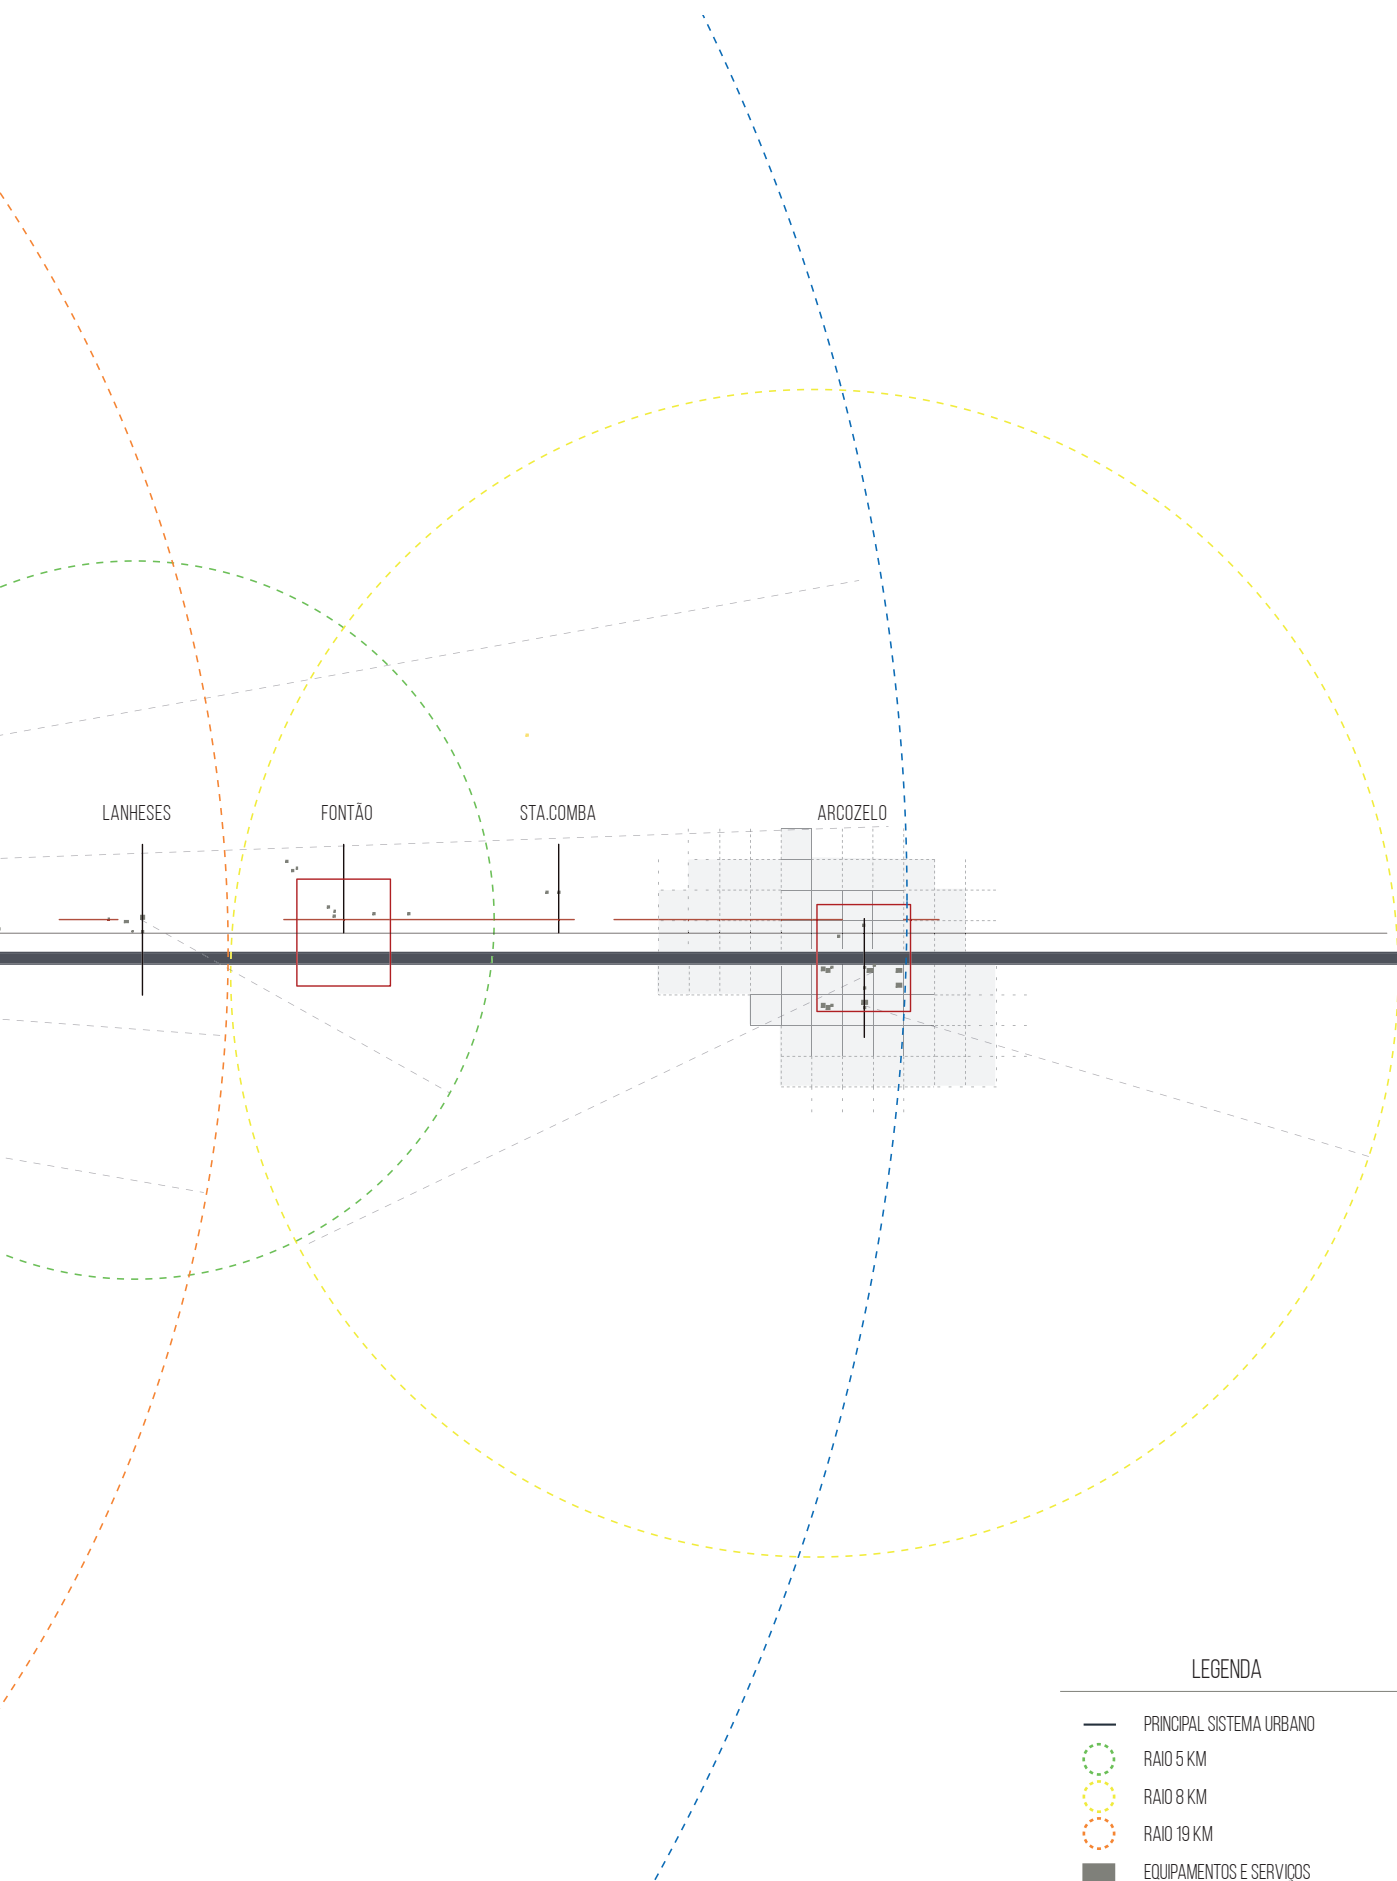 LANHESES
FONTÃO
STA.COMBA
ARCOZELO
LEGENDA
PRINCIPAL SISTEMA URBANO
RAIO 5 KM
RAIO 8 KM
RAIO 19 KM
EQUIPAMENTOS E SERVIÇOS